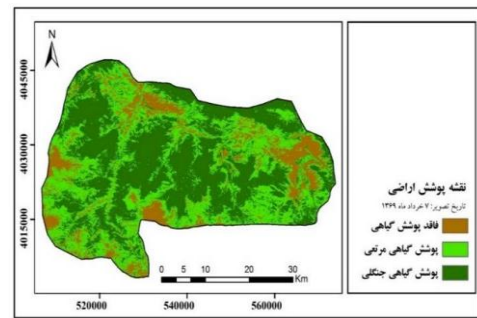 N
4045000
4030000
4015000
520000
540000
560000
0 5 10 20 30
Km
نقشه پوشش اراضی
تاریخ تصویر: ۷ خرداد ماه ۱۳۶۹
فاقد پوشش گیاهی
پوشش گیاهی مرتعی
پوشش گیاهی جنگلی